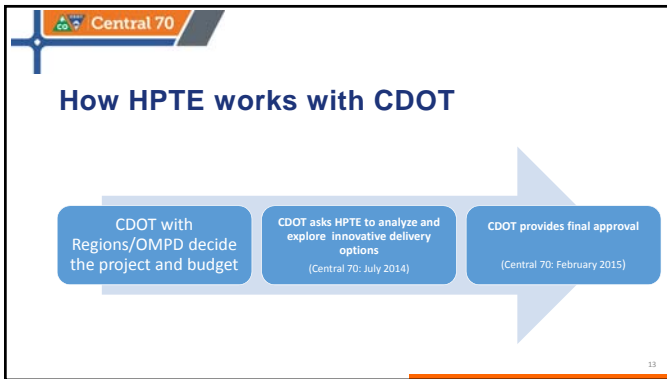 CO
Central 70
How HPTE works with CDOT
CDOT with
Regions/OMPD decide
the project and budget
CDOT asks HPTE to analyze and
explore innovative delivery
options
(Central 70: July 2014)
CDOT provides final approval
(Central 70: February 2015)
13